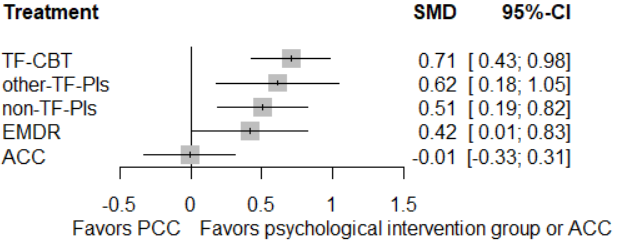 Treatment SMD 95%-CI
TF-CBT 0.71 [ 0.43; 0.98]
other-TF-PIs 0.62 [ 0.18; 1.05]
non-TF-PIs 0.51 [ 0.19; 0.82]
EMDR 0.42 [ 0.01; 0.83]
ACC -0.01 [-0.33; 0.31]
-0.5 0 0.5 1 1.5
Favors PCC Favors psychological intervention group or ACC